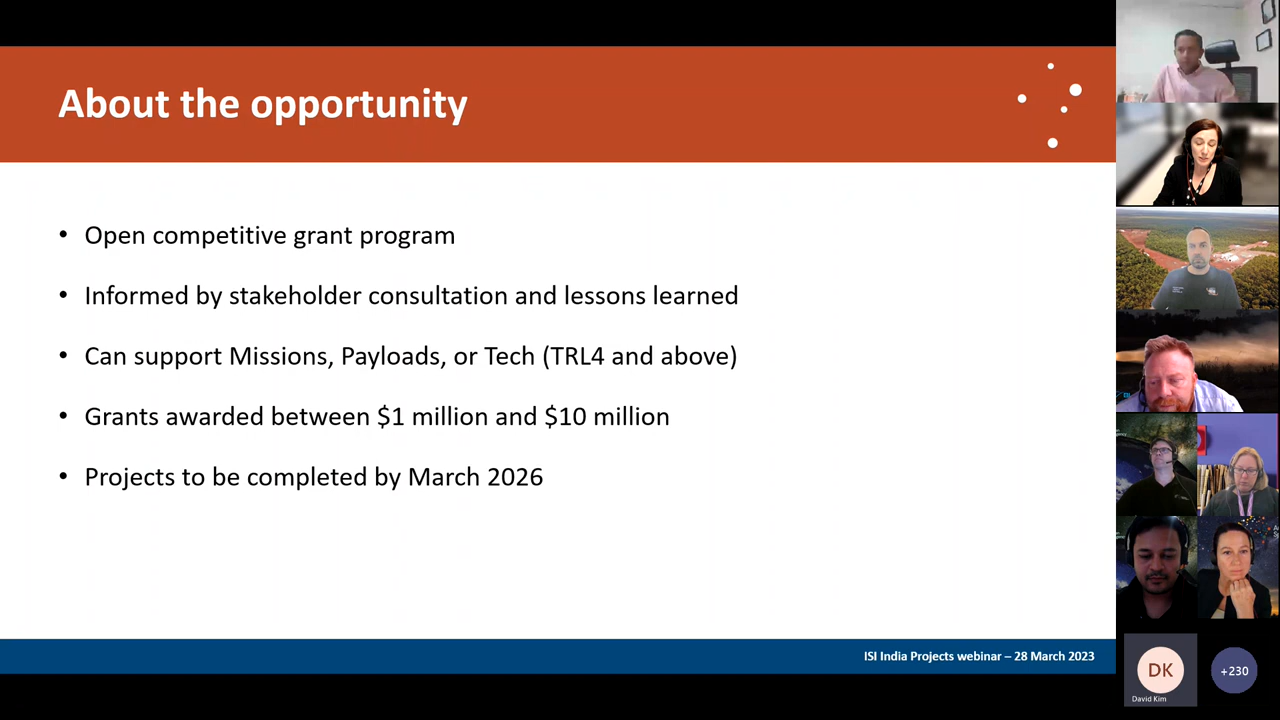 About the opportunity
• Open competitive grant program
• Informed by stakeholder consultation and lessons learned
• Can support Missions, Payloads, or Tech (TRL4 and above)
• Grants awarded between $1 million and $10 million
• Projects to be completed by March 2026
ISI India Projects webinar – 28 March 2023
DK
David Kim
+230